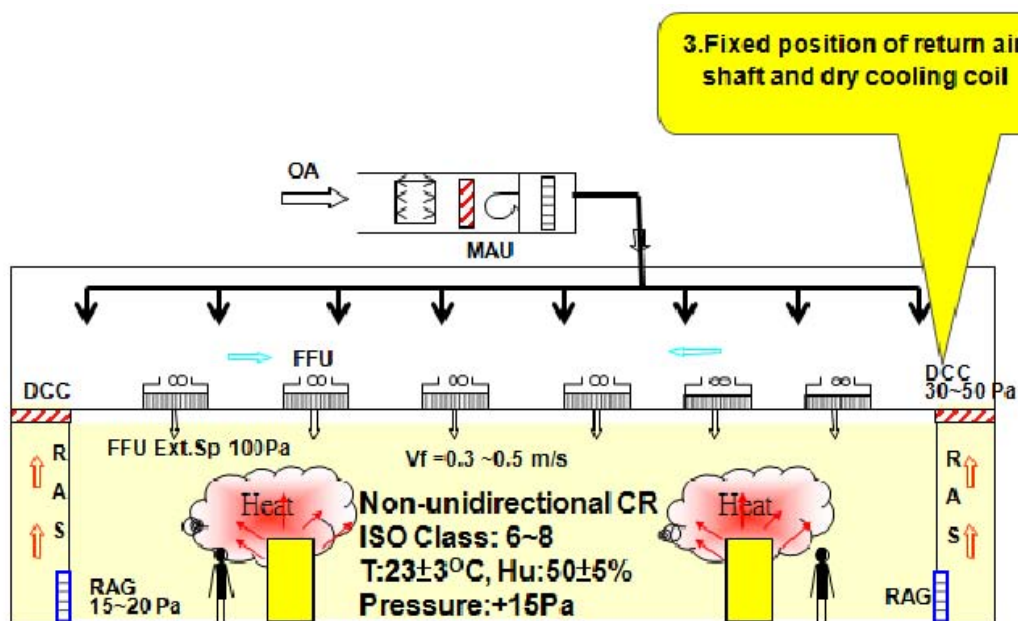 3.Fixed position of return air
shaft and dry cooling coil
OA
MAU
FFU
DCC
DCC
30~50 Pa
FFU Ext.Sp 100Pa
Vf =0.3 ~0.5 m/s
R
A
S
R
A
S
Heat
Heat
Non-unidirectional CR
ISO Class: 6~8
T:23±3⁰C, Hu:50±5%
Pressure:+15Pa
RAG
15~20 Pa
RAG